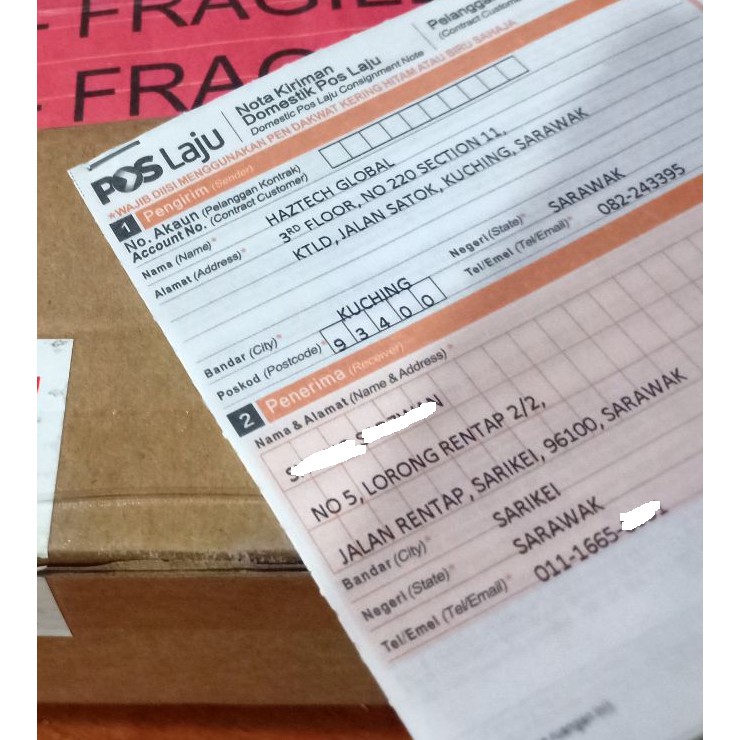 FRAGILE
FRAG
POS Laju
Nota Kiriman
Domestik Pos Laju
Domestic Pos Laju Consignment Note
Pelangga
(Contract Custome
*WAJIB DIISI MENGGUNAKAN PEN DAKWAT KERING HITAM ATAU BIRU SAHAJA
1 Pengirim (Sender)
No. Akaun (Pelanggan Kontrak)
Account No. (Contract Customer)
Nama (Name)* HAZTECH GLOBAL
Alamat (Address)* 3RD FLOOR, NO 220 SECTION 11,
KTLD, JALAN SATOK, KUCHING, SARAWAK
Bandar (City)* KUCHING Negeri (State)* SARAWAK
Poskod (Postcode)* 93400 Tel/Emel (Tel/Email)* 082-243395
2 Penerima (Receiver)
Nama & Alamat (Name & Address)*
NO 5, LORONG RENTAP 2/2,
JALAN RENTAP, SARIKEI, 96100, SARAWAK
Bandar (City)* SARIKEI
Negeri (State)* SARAWAK
Tel/Emel (Tel/Email)* 011-1665-